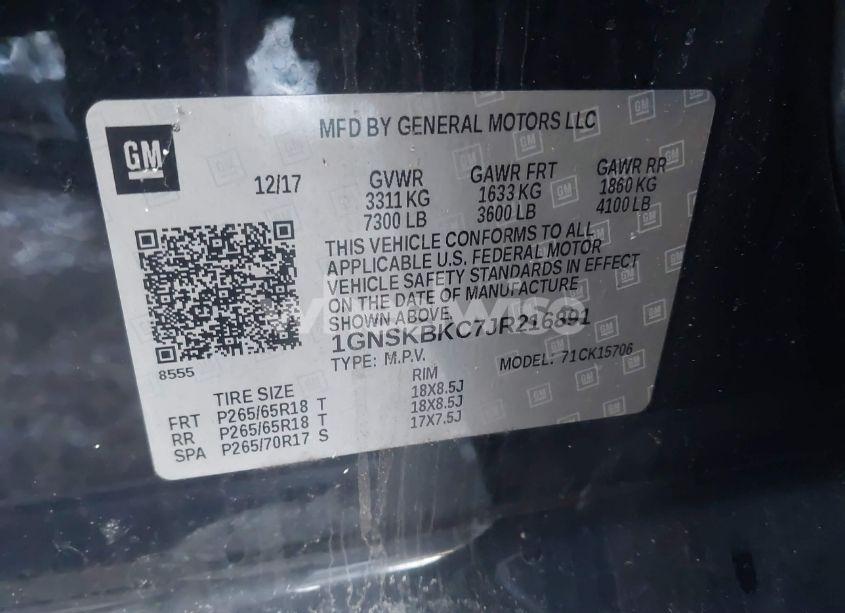 GM
MFD BY GENERAL MOTORS LLC
12/17
GVWR
3311 KG
7300 LB
GAWR FRT
1633 KG
3600 LB
GAWR RR
1860 KG
4100 LB
THIS VEHICLE CONFORMS TO ALL
APPLICABLE U.S. FEDERAL MOTOR
VEHICLE SAFETY STANDARDS IN EFFECT
ON THE DATE OF MANUFACTURE
SHOWN ABOVE.
1GNSKBKC7JR216891
TYPE: M.P.V.
MODEL: 71CK15706
8555
TIRE SIZE
RIM
FRT P265/65R18 T 18X8.5J
RR P265/65R18 T 18X8.5J
SPA P265/70R17 S 17X7.5J